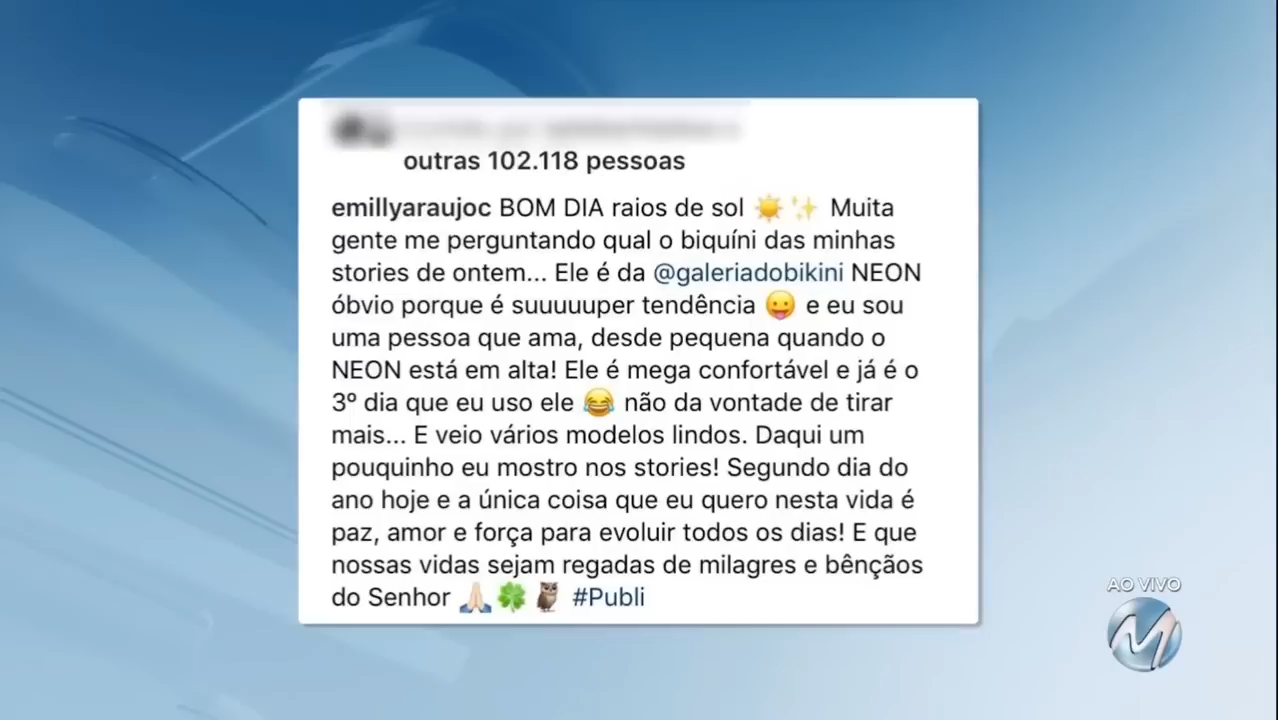 outras 102.118 pessoas
emillyaraujoc BOM DIA raios de sol ☀️✨ Muita
gente me perguntando qual o biquíni das minhas
stories de ontem... Ele é da @galeriadobikini NEON
óbvio porque é suuuuuper tendência 😛 e eu sou
uma pessoa que ama, desde pequena quando o
NEON está em alta! Ele é mega confortável e já é o
3º dia que eu uso ele 😂 não da vontade de tirar
mais... E veio vários modelos lindos. Daqui um
pouquinho eu mostro nos stories! Segundo dia do
ano hoje e a única coisa que eu quero nesta vida é
paz, amor e força para evoluir todos os dias! E que
nossas vidas sejam regadas de milagres e bênçãos
do Senhor 🙏🏻🍀🦉 #Publi
AO VIVO
M